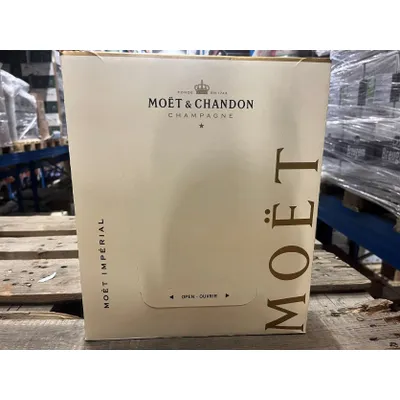 MOËT & CHANDON
CHAMPAGNE
MOËT IMPÉRIAL
MOËT
OPEN - OUVRIR